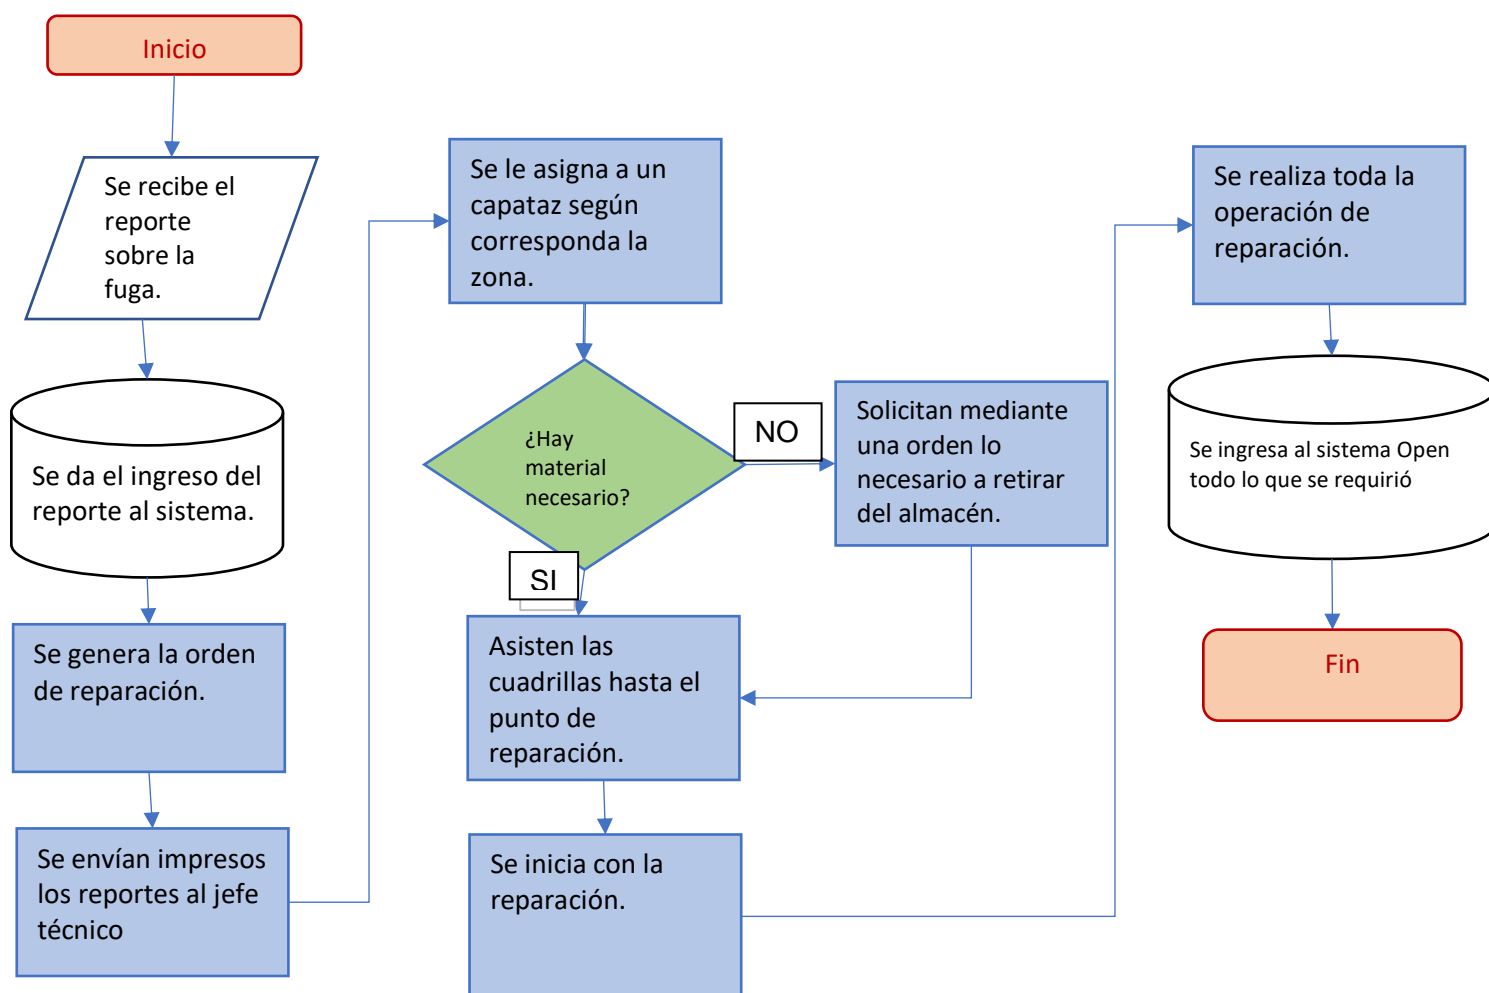 Inicio
Se recibe el
reporte
sobre la
fuga.
Se da el ingreso del
reporte al sistema.
Se genera la orden
de reparación.
Se envían impresos
los reportes al jefe
técnico
Se le asigna a un
capataz según
corresponda la
zona.
¿Hay
material
necesario?
NO
Solicitan mediante
una orden lo
necesario a retirar
del almacén.
SI
Asisten las
cuadrillas hasta el
punto de
reparación.
Se inicia con la
reparación.
Se realiza toda la
operación de
reparación.
Se ingresa al sistema Open
todo lo que se requirió
Fin